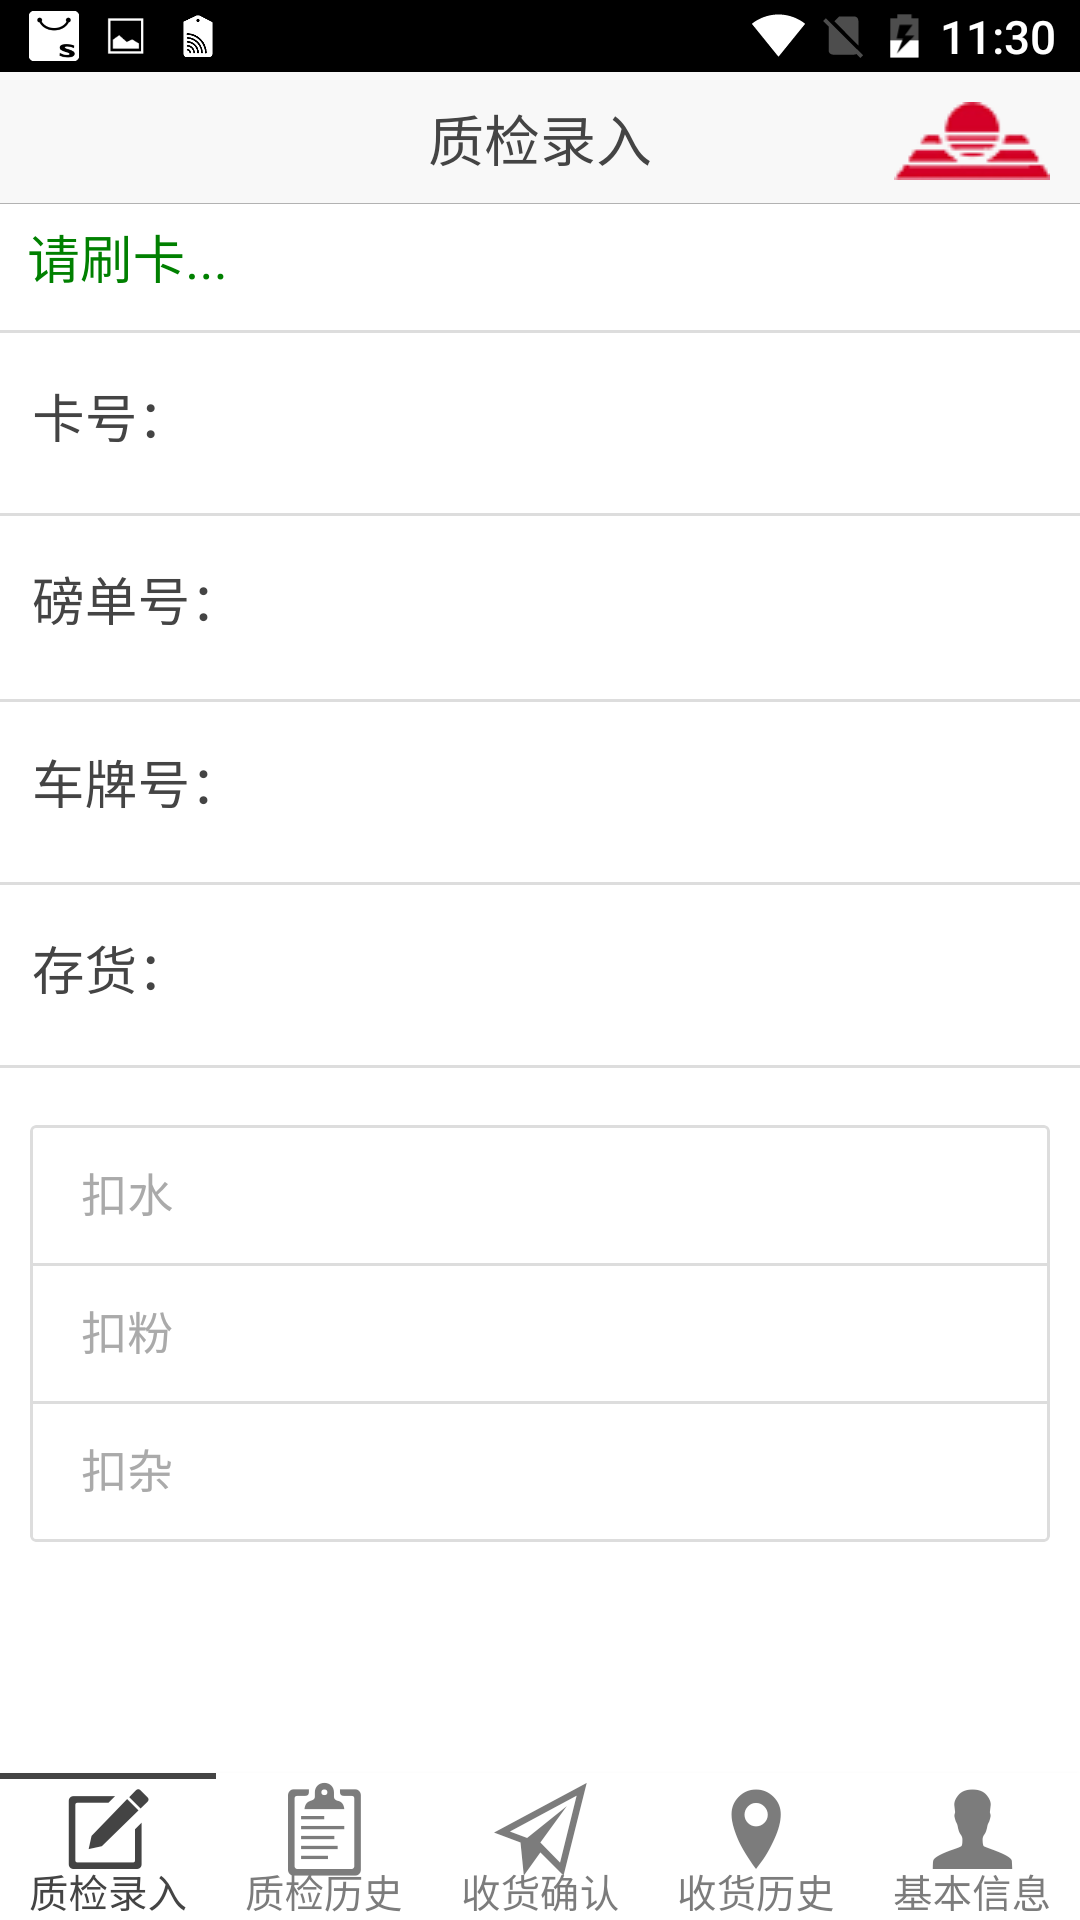 11:30
质检录入
请刷卡...
卡号：
磅单号：
车牌号：
存货：
扣水
扣粉
扣杂
质检录入 质检历史 收货确认 收货历史 基本信息